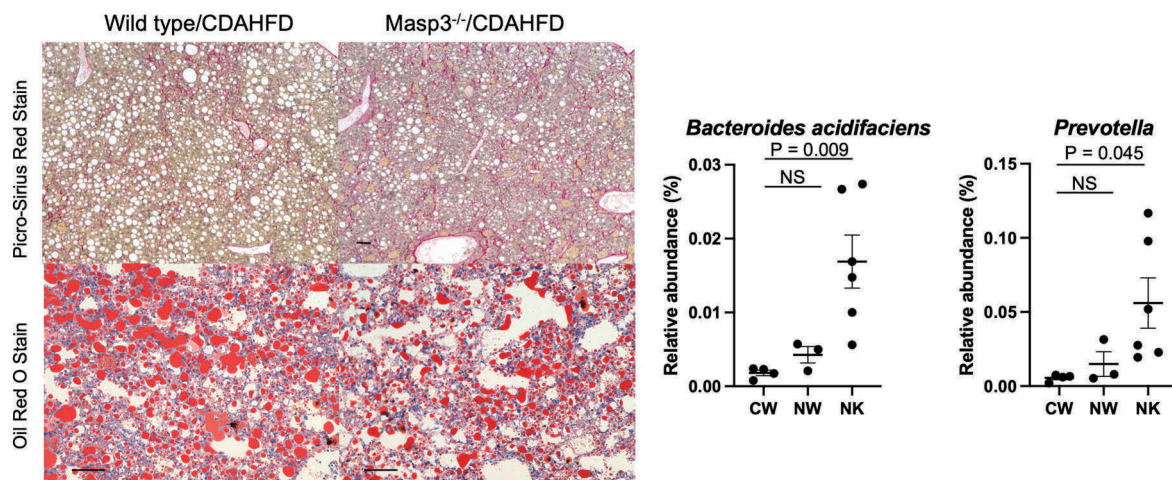 Wild type/CDAHFD
Masp3-/-/CDAHFD
Picro-Sirius Red Stain
Oil Red O Stain
Bacteroides acidifaciens
P = 0.009
NS
Relative abundance (%)
0.03
0.02
0.01
0.00
CW
NW
NK
Prevotella
P = 0.045
NS
Relative abundance (%)
0.15
0.10
0.05
0.00
CW
NW
NK